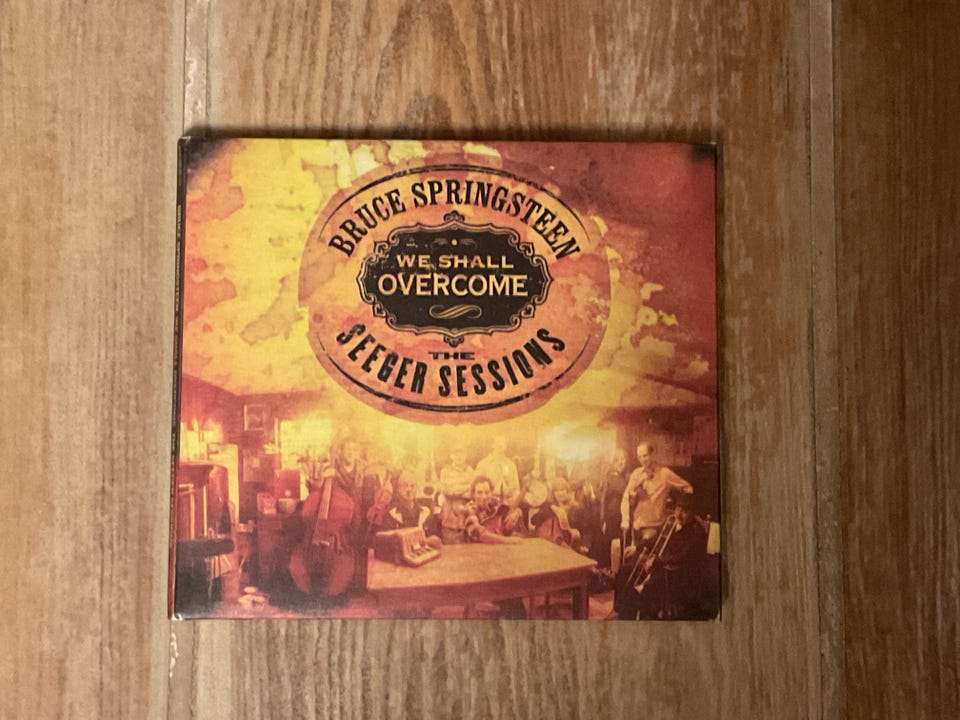 BRUCE SPRINGSTEEN
WE SHALL
OVERCOME
THE
SEEGER SESSIONS